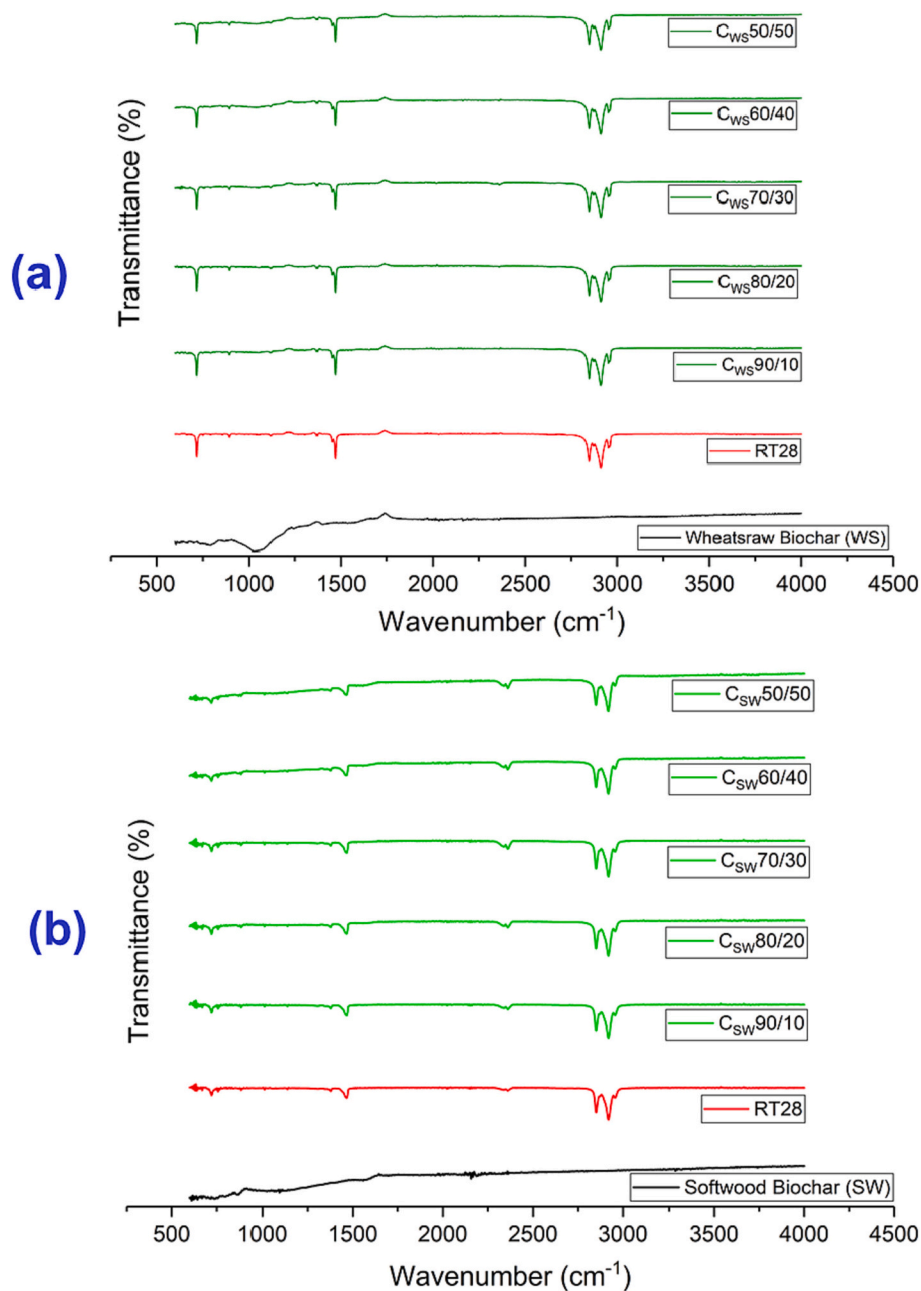 (a)
Transmittance (%)
C_WS50/50
C_WS60/40
C_WS70/30
C_WS80/20
C_WS90/10
RT28
Wheatsraw Biochar (WS)
500 1000 1500 2000 2500 3000 3500 4000 4500
Wavenumber (cm⁻¹)
(b)
Transmittance (%)
C_SW50/50
C_SW60/40
C_SW70/30
C_SW80/20
C_SW90/10
RT28
Softwood Biochar (SW)
500 1000 1500 2000 2500 3000 3500 4000 4500
Wavenumber (cm⁻¹)